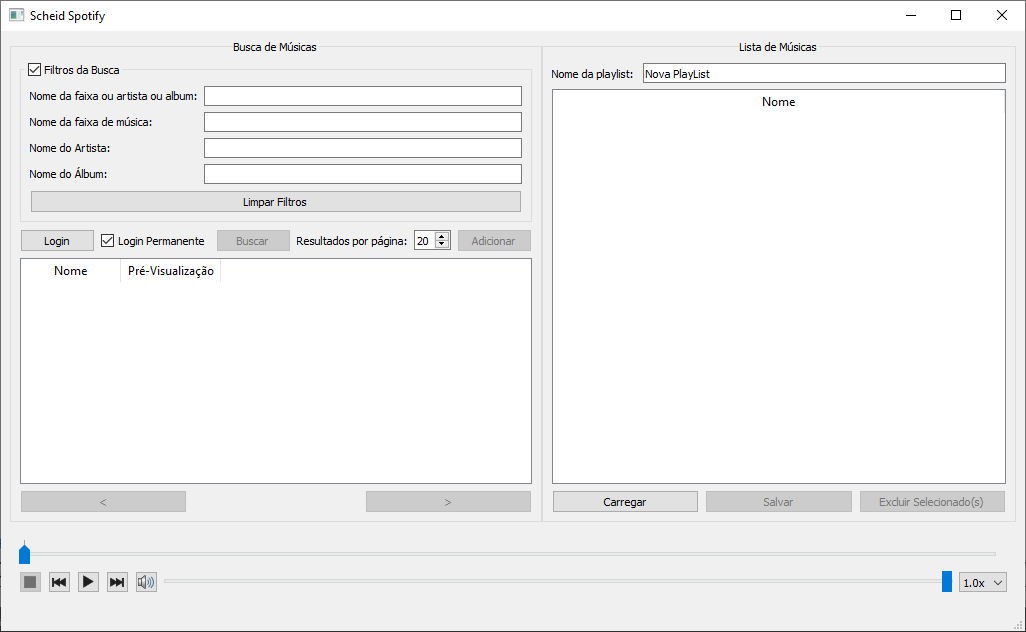 Scheid Spotify
Busca de Músicas
Filtros da Busca
Nome da faixa ou artista ou album:
Nome da faixa de música:
Nome do Artista:
Nome do Álbum:
Limpar Filtros
Login Login Permanente Buscar Resultados por página: 20 Adicionar
Nome Pré-Visualização
< >
Lista de Músicas
Nome da playlist: Nova PlayList
Nome
Carregar Salvar Excluir Selecionado(s)
1.0x